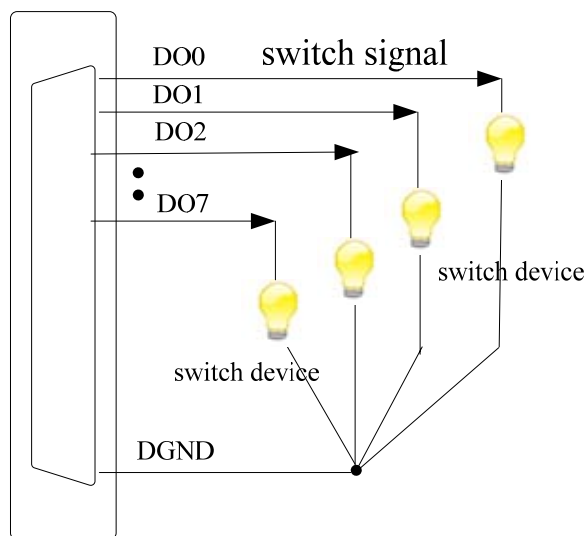 DO0
switch signal
DO1
DO2
DO7
switch device
switch device
DGND